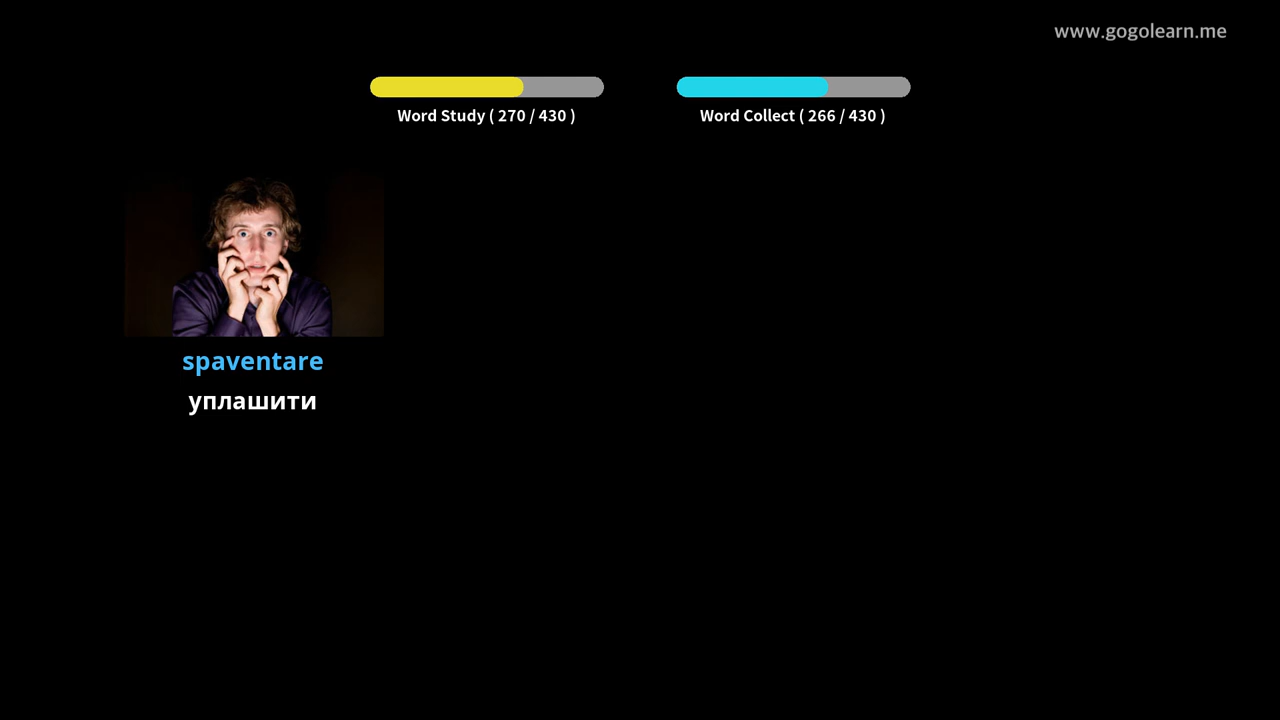 www.gogolearn.me
Word Study ( 270 / 430 )
Word Collect ( 266 / 430 )
spaventare
уплашити